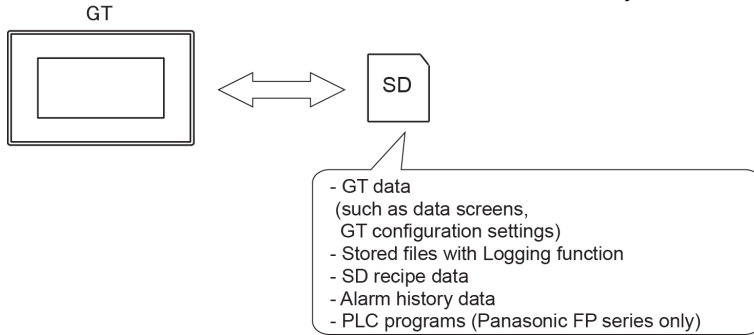 GT
SD
- GT data
(such as data screens,
GT configuration settings)
- Stored files with Logging function
- SD recipe data
- Alarm history data
- PLC programs (Panasonic FP series only)